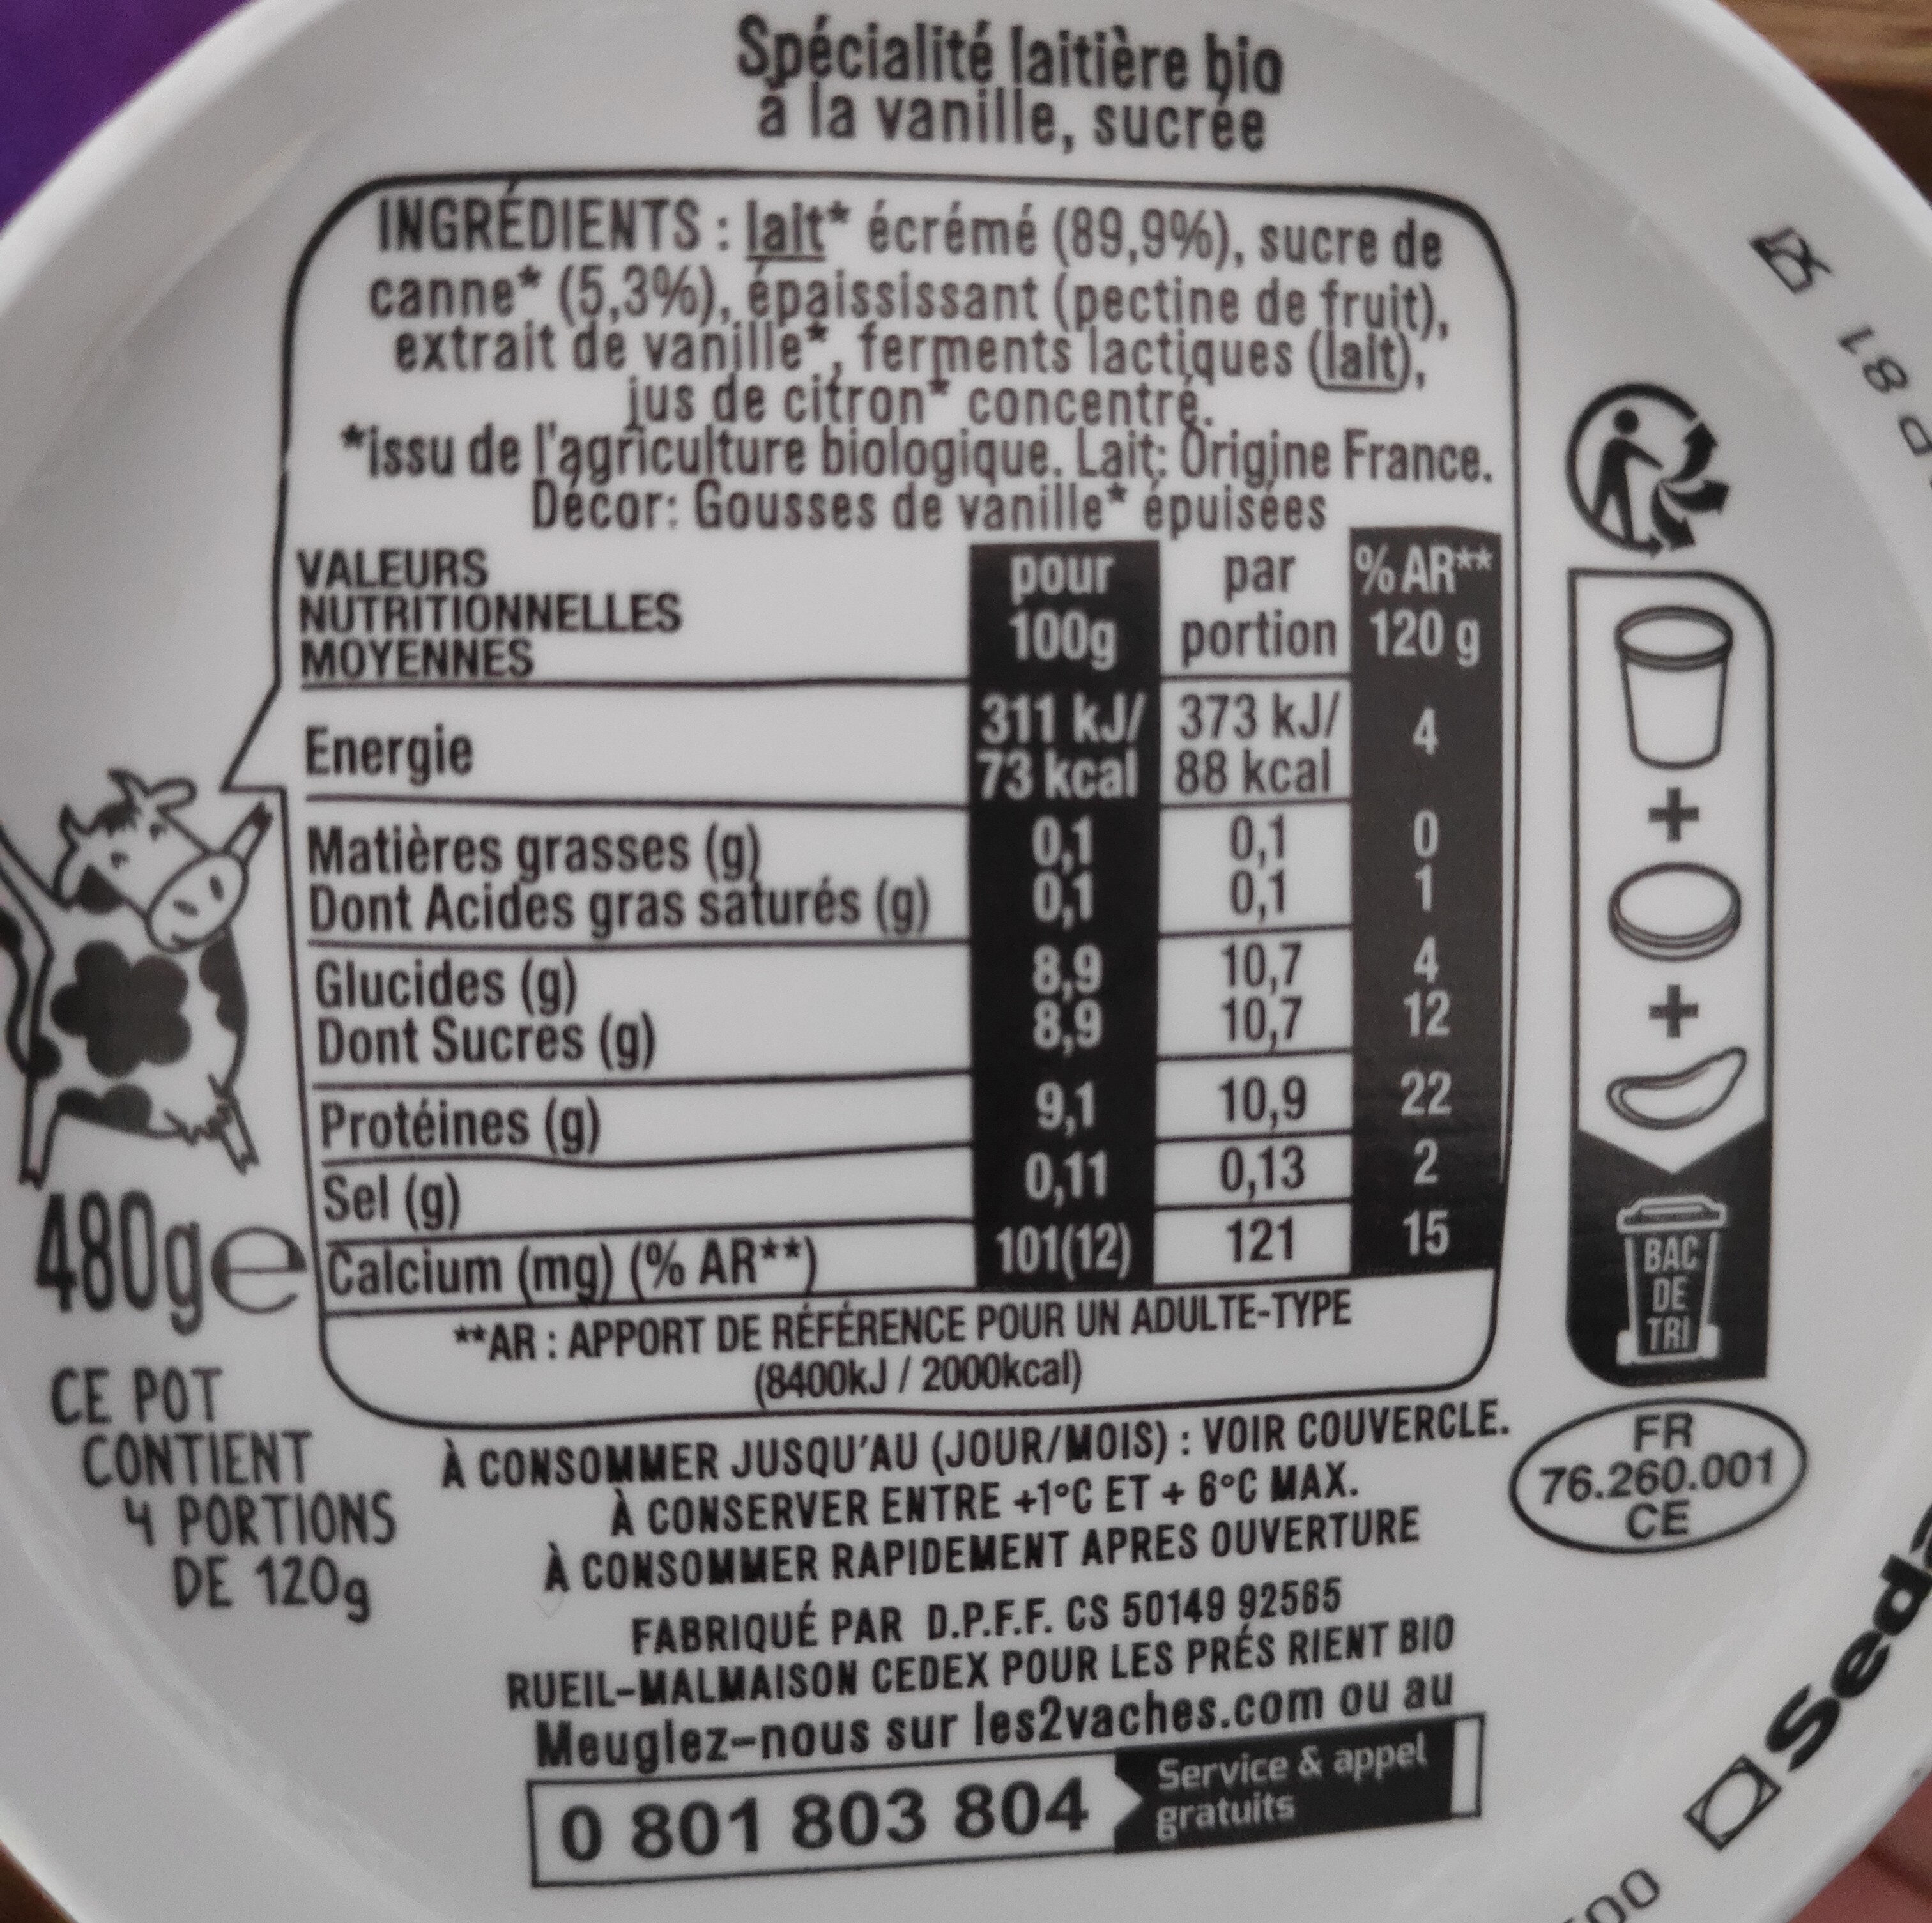 Spécialité laitière bio
à la vanille, sucrée
INGRÉDIENTS : lait* écrémé (89,9%), sucre de
canne* (5,3%), épaississant (pectine de fruit),
extrait de vanille*, ferments lactiques (lait),
jus de citron* concentré.
*issu de l'agriculture biologique. Lait: Origine France.
Décor: Gousses de vanille* épuisées
VALEURS
NUTRITIONNELLES
MOYENNES
pour
100g
par
portion
% AR**
120 g
Energie 311 kJ/ 373 kJ/ 4
73 kcal 88 kcal
Matières grasses (g) 0,1 0,1 0
Dont Acides gras saturés (g) 0,1 0,1 1
Glucides (g) 8,9 10,7 4
Dont Sucres (g) 8,9 10,7 12
Protéines (g) 9,1 10,9 22
Sel (g) 0,11 0,13 2
Calcium (mg) (% AR**) 101(12) 121 15
**AR : APPORT DE RÉFÉRENCE POUR UN ADULTE-TYPE
(8400kJ / 2000kcal)
480g e
CE POT
CONTIENT
4 PORTIONS
DE 120g
À CONSOMMER JUSQU'AU (JOUR/MOIS) : VOIR COUVERCLE.
À CONSERVER ENTRE +1°C ET + 6°C MAX.
À CONSOMMER RAPIDEMENT APRES OUVERTURE
FABRIQUÉ PAR D.P.F.F. CS 50149 92565
RUEIL-MALMAISON CEDEX POUR LES PRÉS RIENT BIO
Meuglez-nous sur les2vaches.com ou au
0 801 803 804
Service & appel
gratuits
+
+
BAC
DE
TRI
FR
76.260.001
CE
P 81